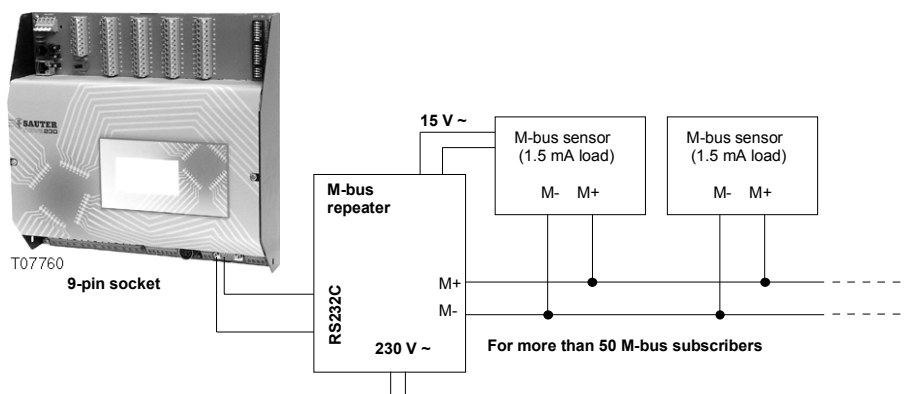 SAUTER
T07760
9-pin socket
15 V ~
M-bus
repeater
RS232C
230 V ~
M+
M-
M-bus sensor
(1.5 mA load)
M- M+
M-bus sensor
(1.5 mA load)
M- M+
For more than 50 M-bus subscribers